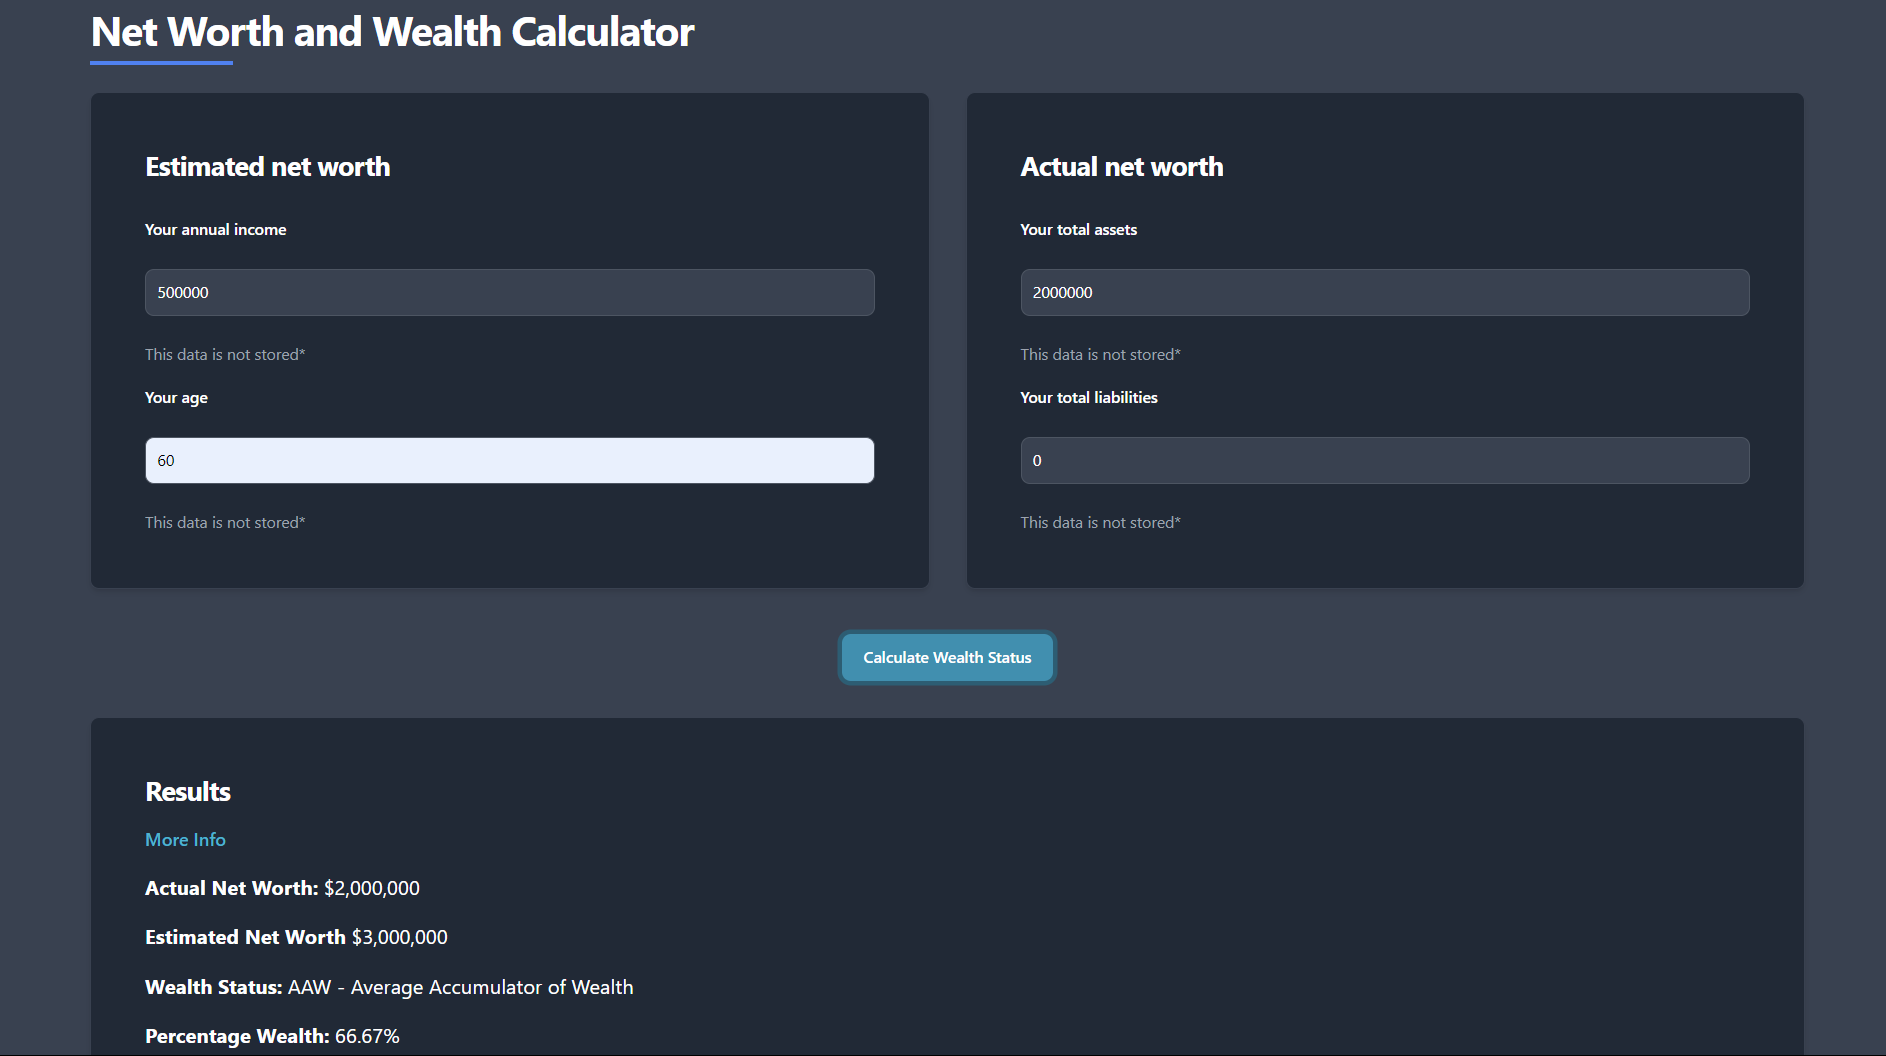 Net Worth and Wealth Calculator
Estimated net worth
Your annual income
500000
This data is not stored*
Your age
60
This data is not stored*
Actual net worth
Your total assets
2000000
This data is not stored*
Your total liabilities
0
This data is not stored*
Calculate Wealth Status
Results
More Info
Actual Net Worth: $2,000,000
Estimated Net Worth $3,000,000
Wealth Status: AAW - Average Accumulator of Wealth
Percentage Wealth: 66.67%